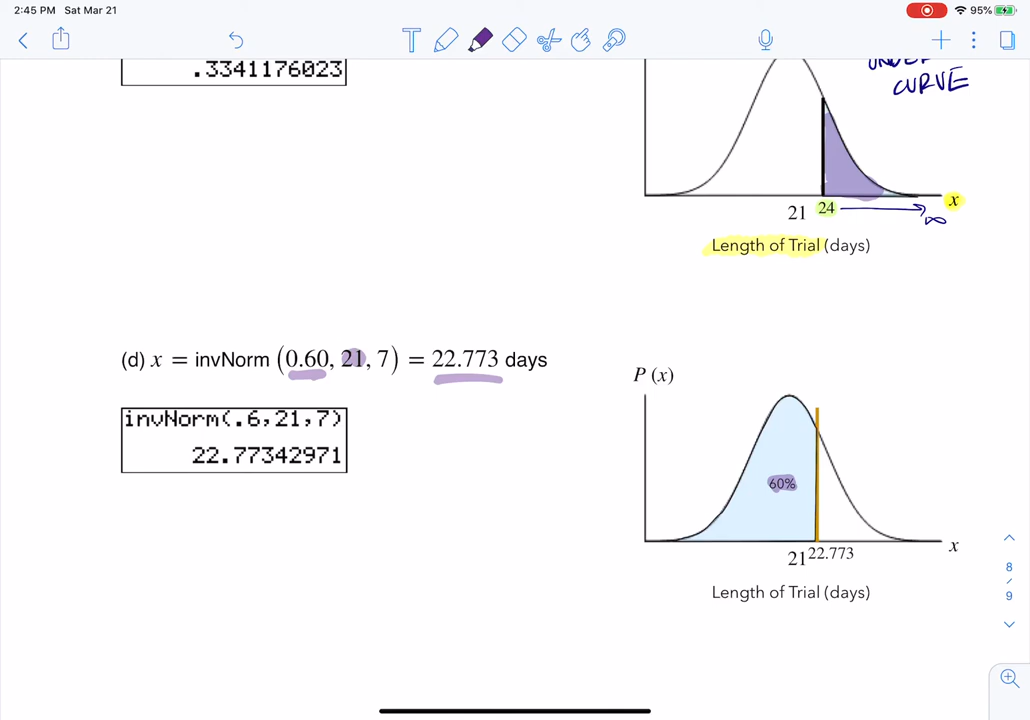 2:45 PM Sat Mar 21
95%
.3341176023
CURVE
21 24
∞
x
Length of Trial (days)
(d) x = invNorm (0.60, 21, 7) = 22.773 days
invNorm(.6,21,7)
22.77342971
P (x)
60%
21 22.773
x
Length of Trial (days)
8
/
9